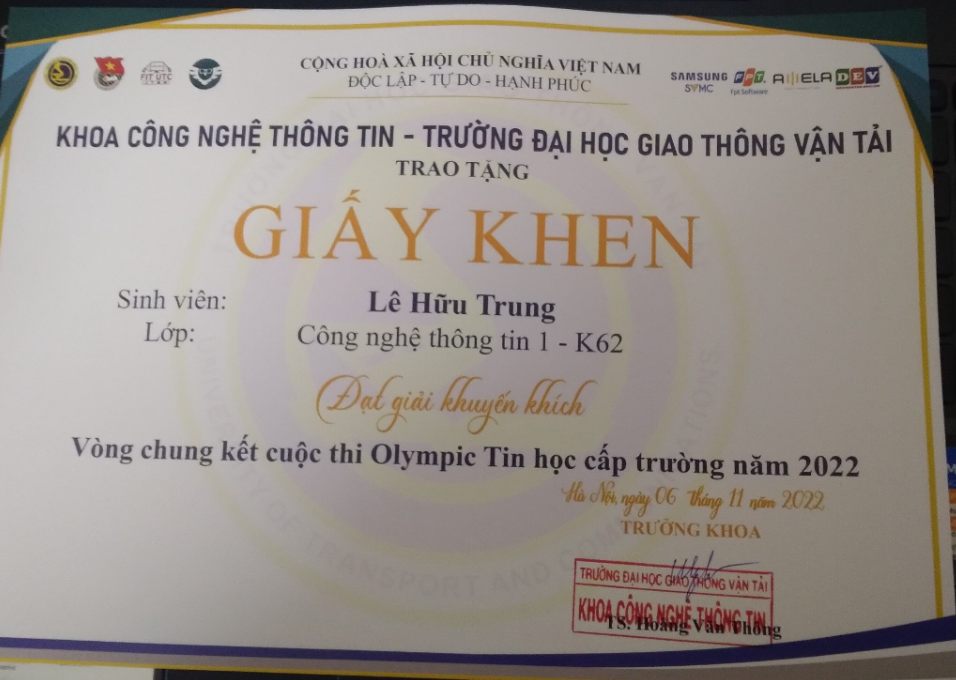 CỘNG HOÀ XÃ HỘI CHỦ NGHĨA VIỆT NAM
ĐỘC LẬP - TỰ DO - HẠNH PHÚC
FIT UTC
SAMSUNG
SVMC
FPT
Fpt Software
AMELA
DEV
KHOA CÔNG NGHỆ THÔNG TIN - TRƯỜNG ĐẠI HỌC GIAO THÔNG VẬN TẢI
TRAO TẶNG
GIẤY KHEN
Sinh viên: Lê Hữu Trung
Lớp: Công nghệ thông tin 1 - K62
Đạt giải khuyến khích
Vòng chung kết cuộc thi Olympic Tin học cấp trường năm 2022
Hà Nội, ngày 06 tháng 11 năm 2022
TRƯỞNG KHOA
TRƯỜNG ĐẠI HỌC GIAO THÔNG VẬN TẢI
KHOA CÔNG NGHỆ THÔNG TIN
TS. Hoàng Văn Thông